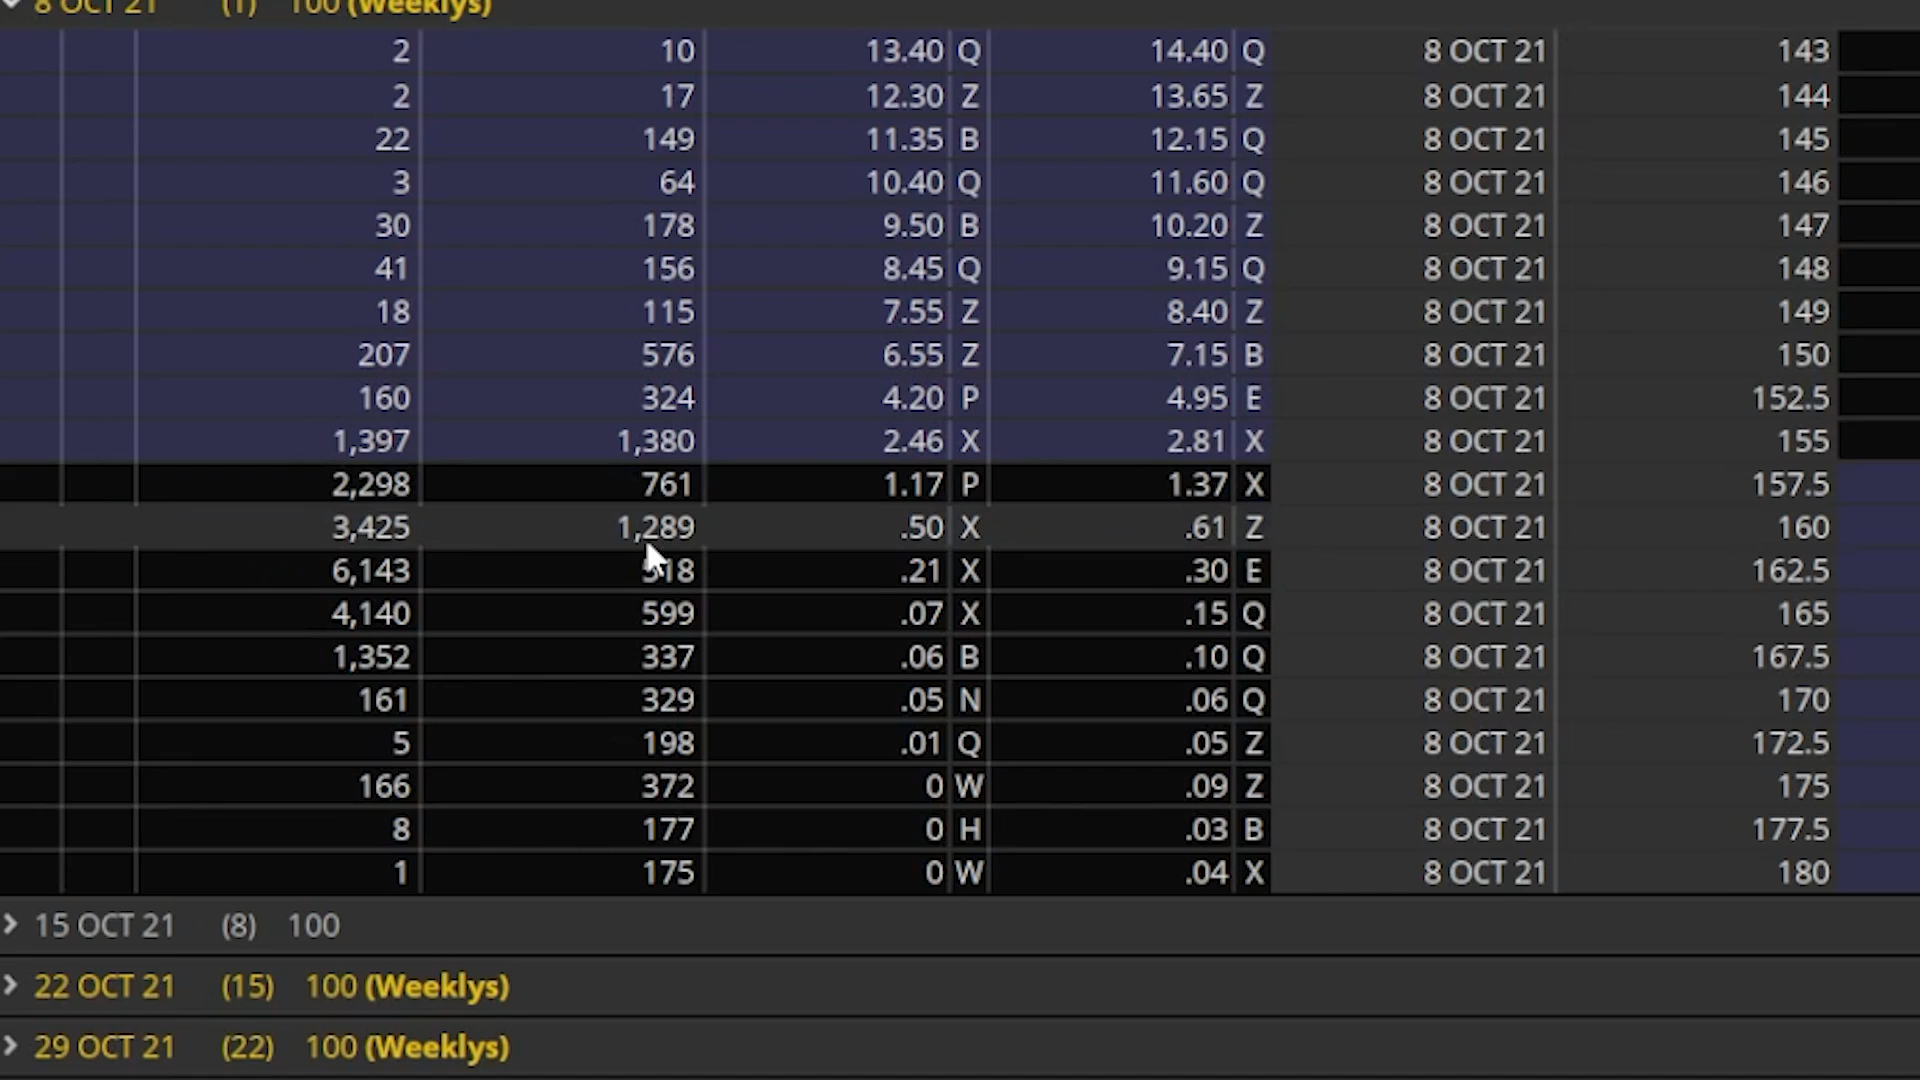 8 OCT 21 (1) 100 (Weeklys)
2 10 13.40 Q 14.40 Q 8 OCT 21 143
2 17 12.30 Z 13.65 Z 8 OCT 21 144
22 149 11.35 B 12.15 Q 8 OCT 21 145
3 64 10.40 Q 11.60 Q 8 OCT 21 146
30 178 9.50 B 10.20 Z 8 OCT 21 147
41 156 8.45 Q 9.15 Q 8 OCT 21 148
18 115 7.55 Z 8.40 Z 8 OCT 21 149
207 576 6.55 Z 7.15 B 8 OCT 21 150
160 324 4.20 P 4.95 E 8 OCT 21 152.5
1,397 1,380 2.46 X 2.81 X 8 OCT 21 155
2,298 761 1.17 P 1.37 X 8 OCT 21 157.5
3,425 1,289 .50 X .61 Z 8 OCT 21 160
6,143 .21 X .30 E 8 OCT 21 162.5
4,140 599 .07 X .15 Q 8 OCT 21 165
1,352 337 .06 B .10 Q 8 OCT 21 167.5
161 329 .05 N .06 Q 8 OCT 21 170
5 198 .01 Q .05 Z 8 OCT 21 172.5
166 372 0 W .09 Z 8 OCT 21 175
8 177 0 H .03 B 8 OCT 21 177.5
1 175 0 W .04 X 8 OCT 21 180
15 OCT 21 (8) 100
22 OCT 21 (15) 100 (Weeklys)
29 OCT 21 (22) 100 (Weeklys)